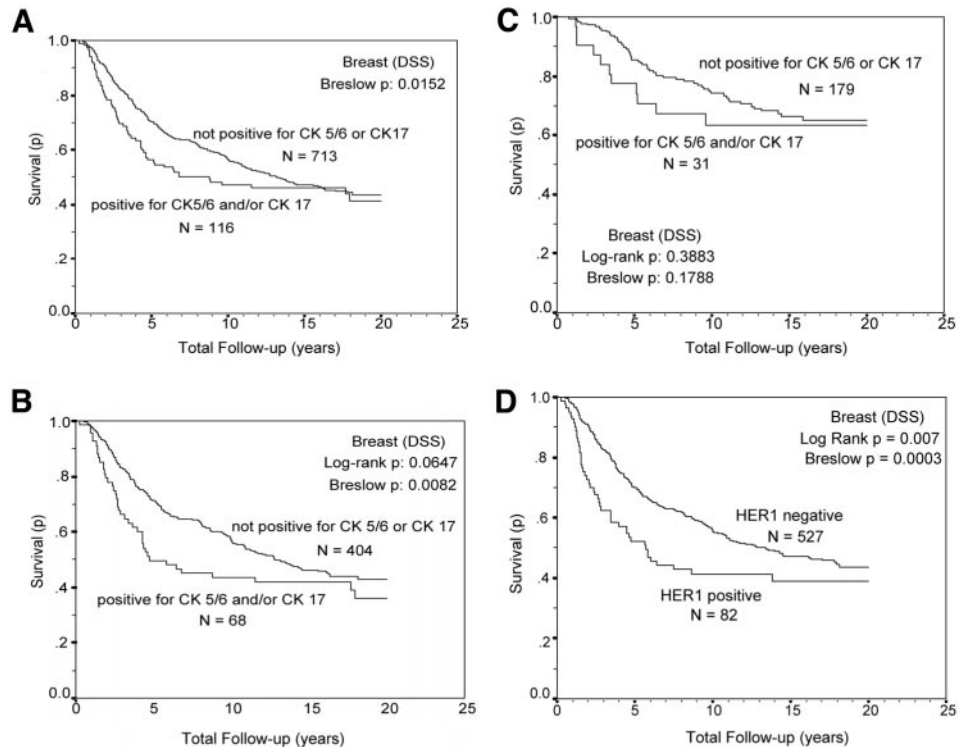 A
1.0
.8
.6
.4
.2
0.0
Survival (p)
Breast (DSS)
Breslow p: 0.0152
not positive for CK 5/6 or CK17
N = 713
positive for CK5/6 and/or CK 17
N = 116
0
5
10
15
20
25
Total Follow-up (years)
B
1.0
.8
.6
.4
.2
0.0
Survival (p)
Breast (DSS)
Log-rank p: 0.0647
Breslow p: 0.0082
not positive for CK 5/6 or CK 17
N = 404
positive for CK 5/6 and/or CK 17
N = 68
0
5
10
15
20
25
Total Follow-up (years)
C
1.0
.8
.6
.4
.2
0.0
Survival (p)
not positive for CK 5/6 or CK 17
N = 179
positive for CK 5/6 and/or CK 17
N = 31
Breast (DSS)
Log-rank p: 0.3883
Breslow p: 0.1788
0
5
10
15
20
25
Total Follow-up (years)
D
1.0
.8
.6
.4
.2
0.0
Survival (p)
Breast (DSS)
Log Rank p = 0.007
Breslow p = 0.0003
HER1 negative
N = 527
HER1 positive
N = 82
0
5
10
15
20
25
Total Follow-up (years)